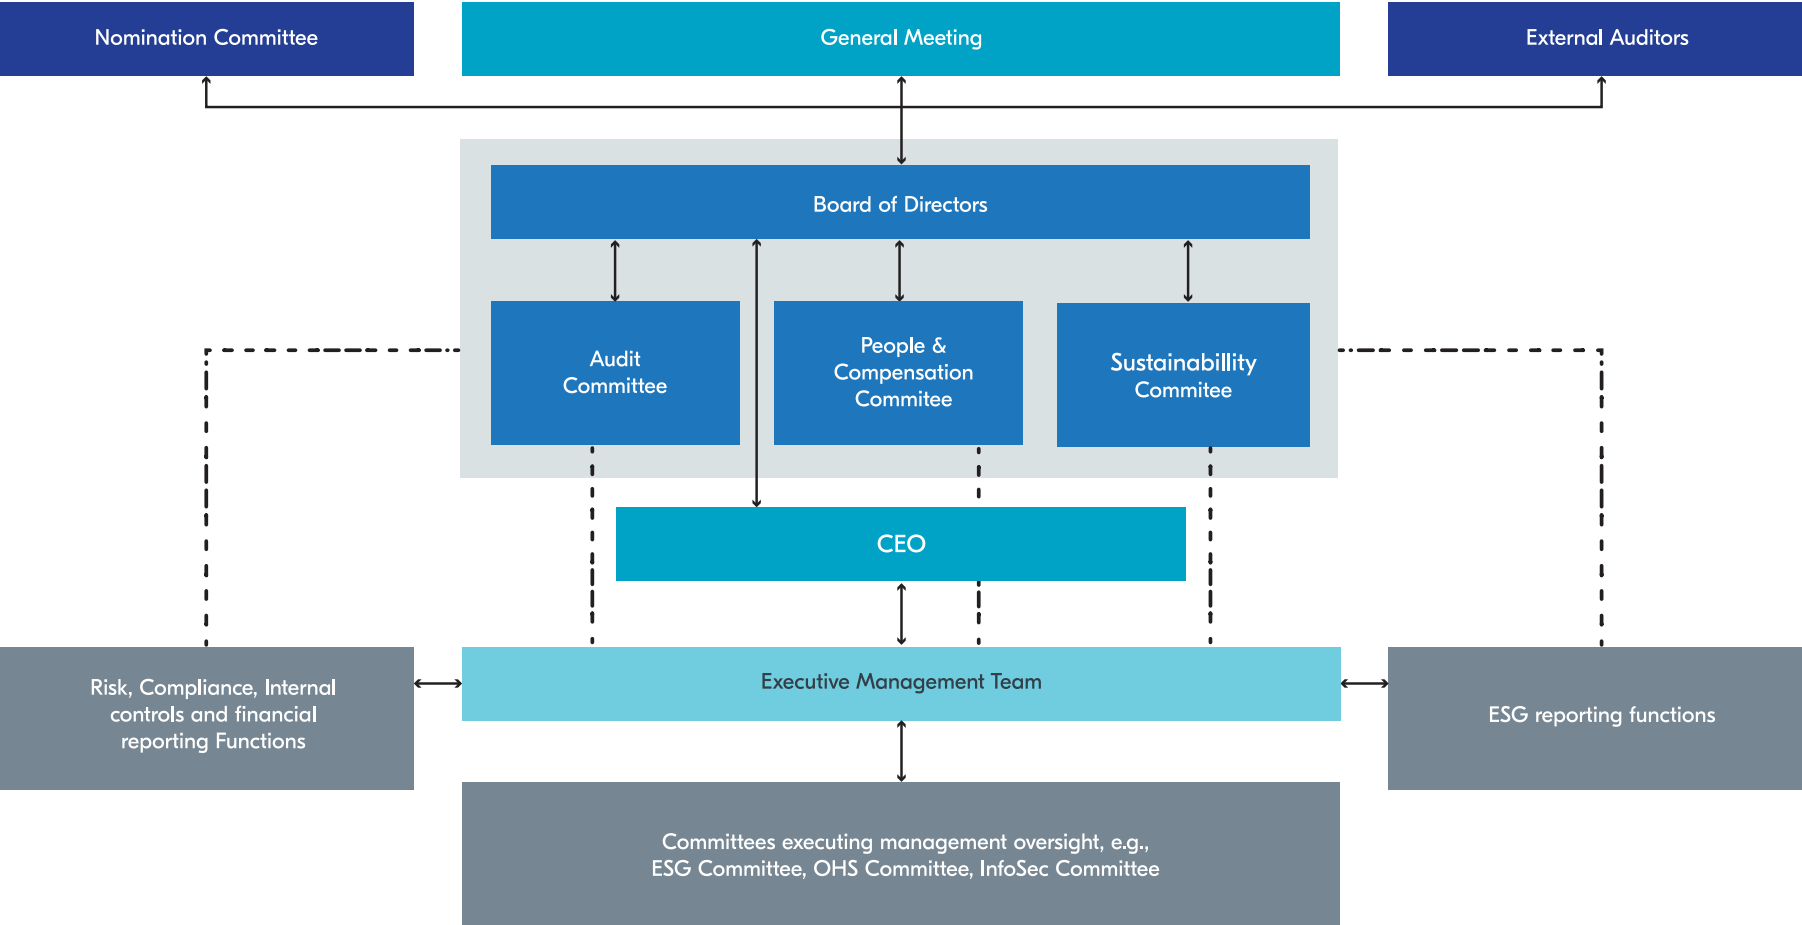 Nomination Committee
General Meeting
External Auditors
Board of Directors
Audit
Committee
People &
Compensation
Commitee
Sustainabillity
Commitee
CEO
Executive Management Team
Risk, Compliance, Internal
controls and financial
reporting Functions
ESG reporting functions
Committees executing management oversight, e.g.,
ESG Committee, OHS Committee, InfoSec Committee